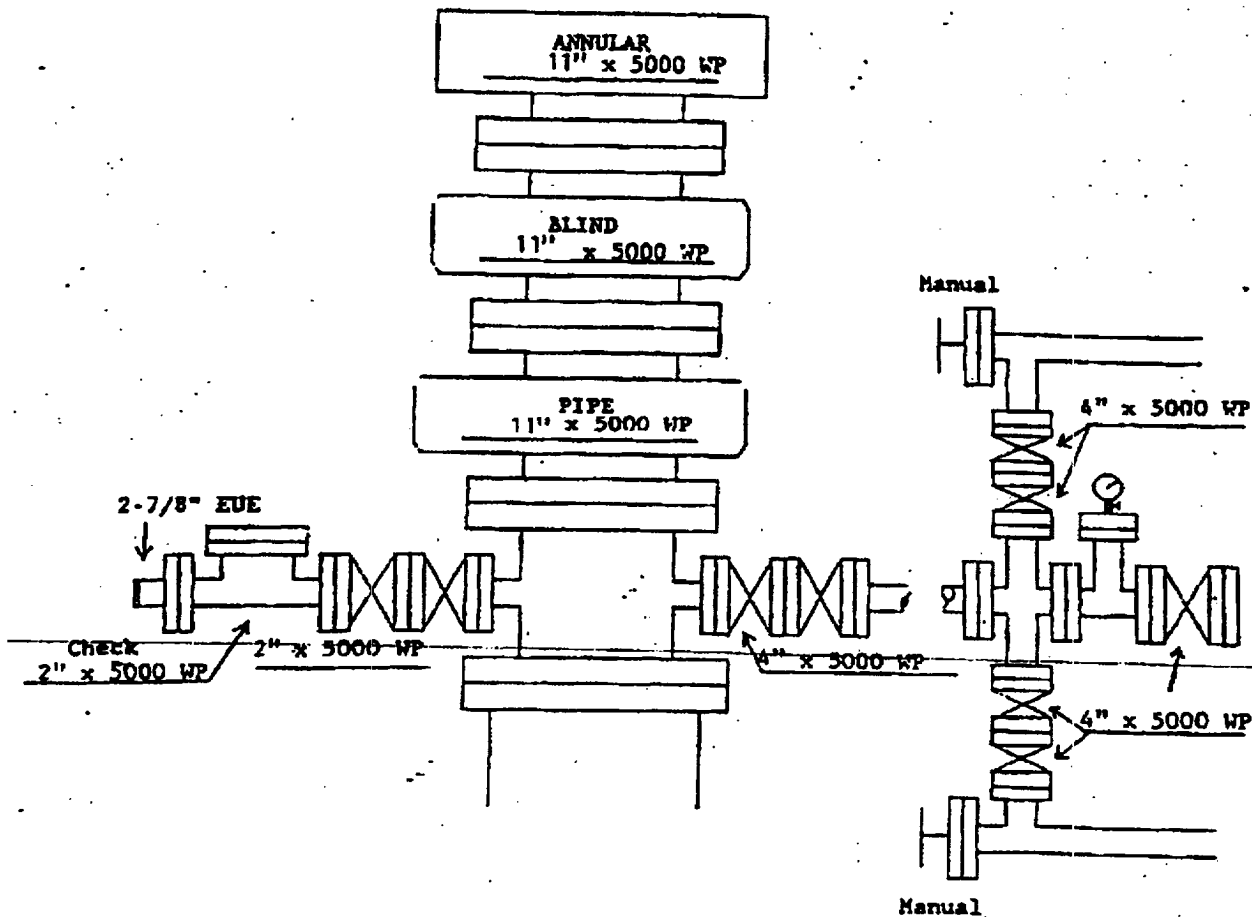 ANNULAR
11" x 5000 WP
BLIND
11" x 5000 WP
Manual
PIPE
11" x 5000 WP
4" x 5000 WP
2-7/8" EUE
Check
2" x 5000 WP
2" x 5000 WP
4" x 5000 WP
4" x 5000 WP
Manual